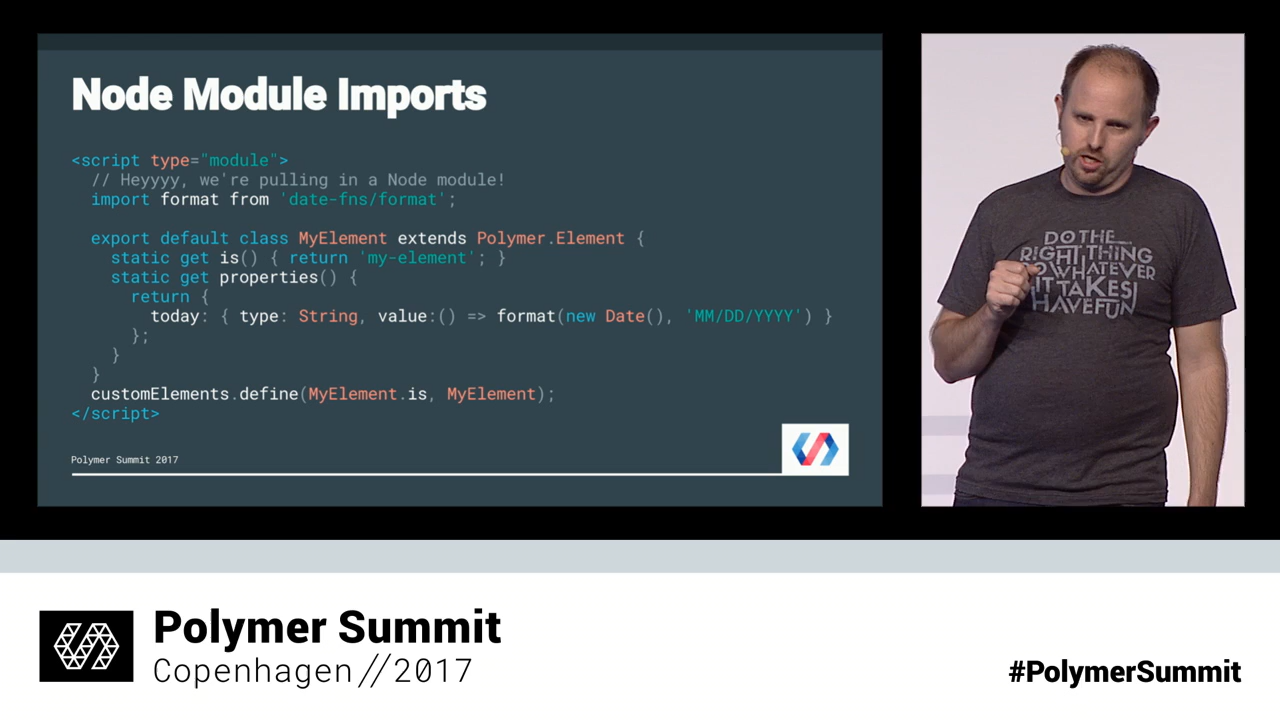 Node Module Imports
<script type="module">
// Heyyyy, we're pulling in a Node module!
import format from 'date-fns/format';
export default class MyElement extends Polymer.Element {
static get is() { return 'my-element'; }
static get properties() {
return {
today: { type: String, value:() => format(new Date(), 'MM/DD/YYYY') }
};
}
}
customElements.define(MyElement.is, MyElement);
</script>
Polymer Summit 2017
DO THE
RIGHT THING
DO WHATEVER
IT TAKES
HAVE FUN
Polymer Summit
Copenhagen//2017
#PolymerSummit